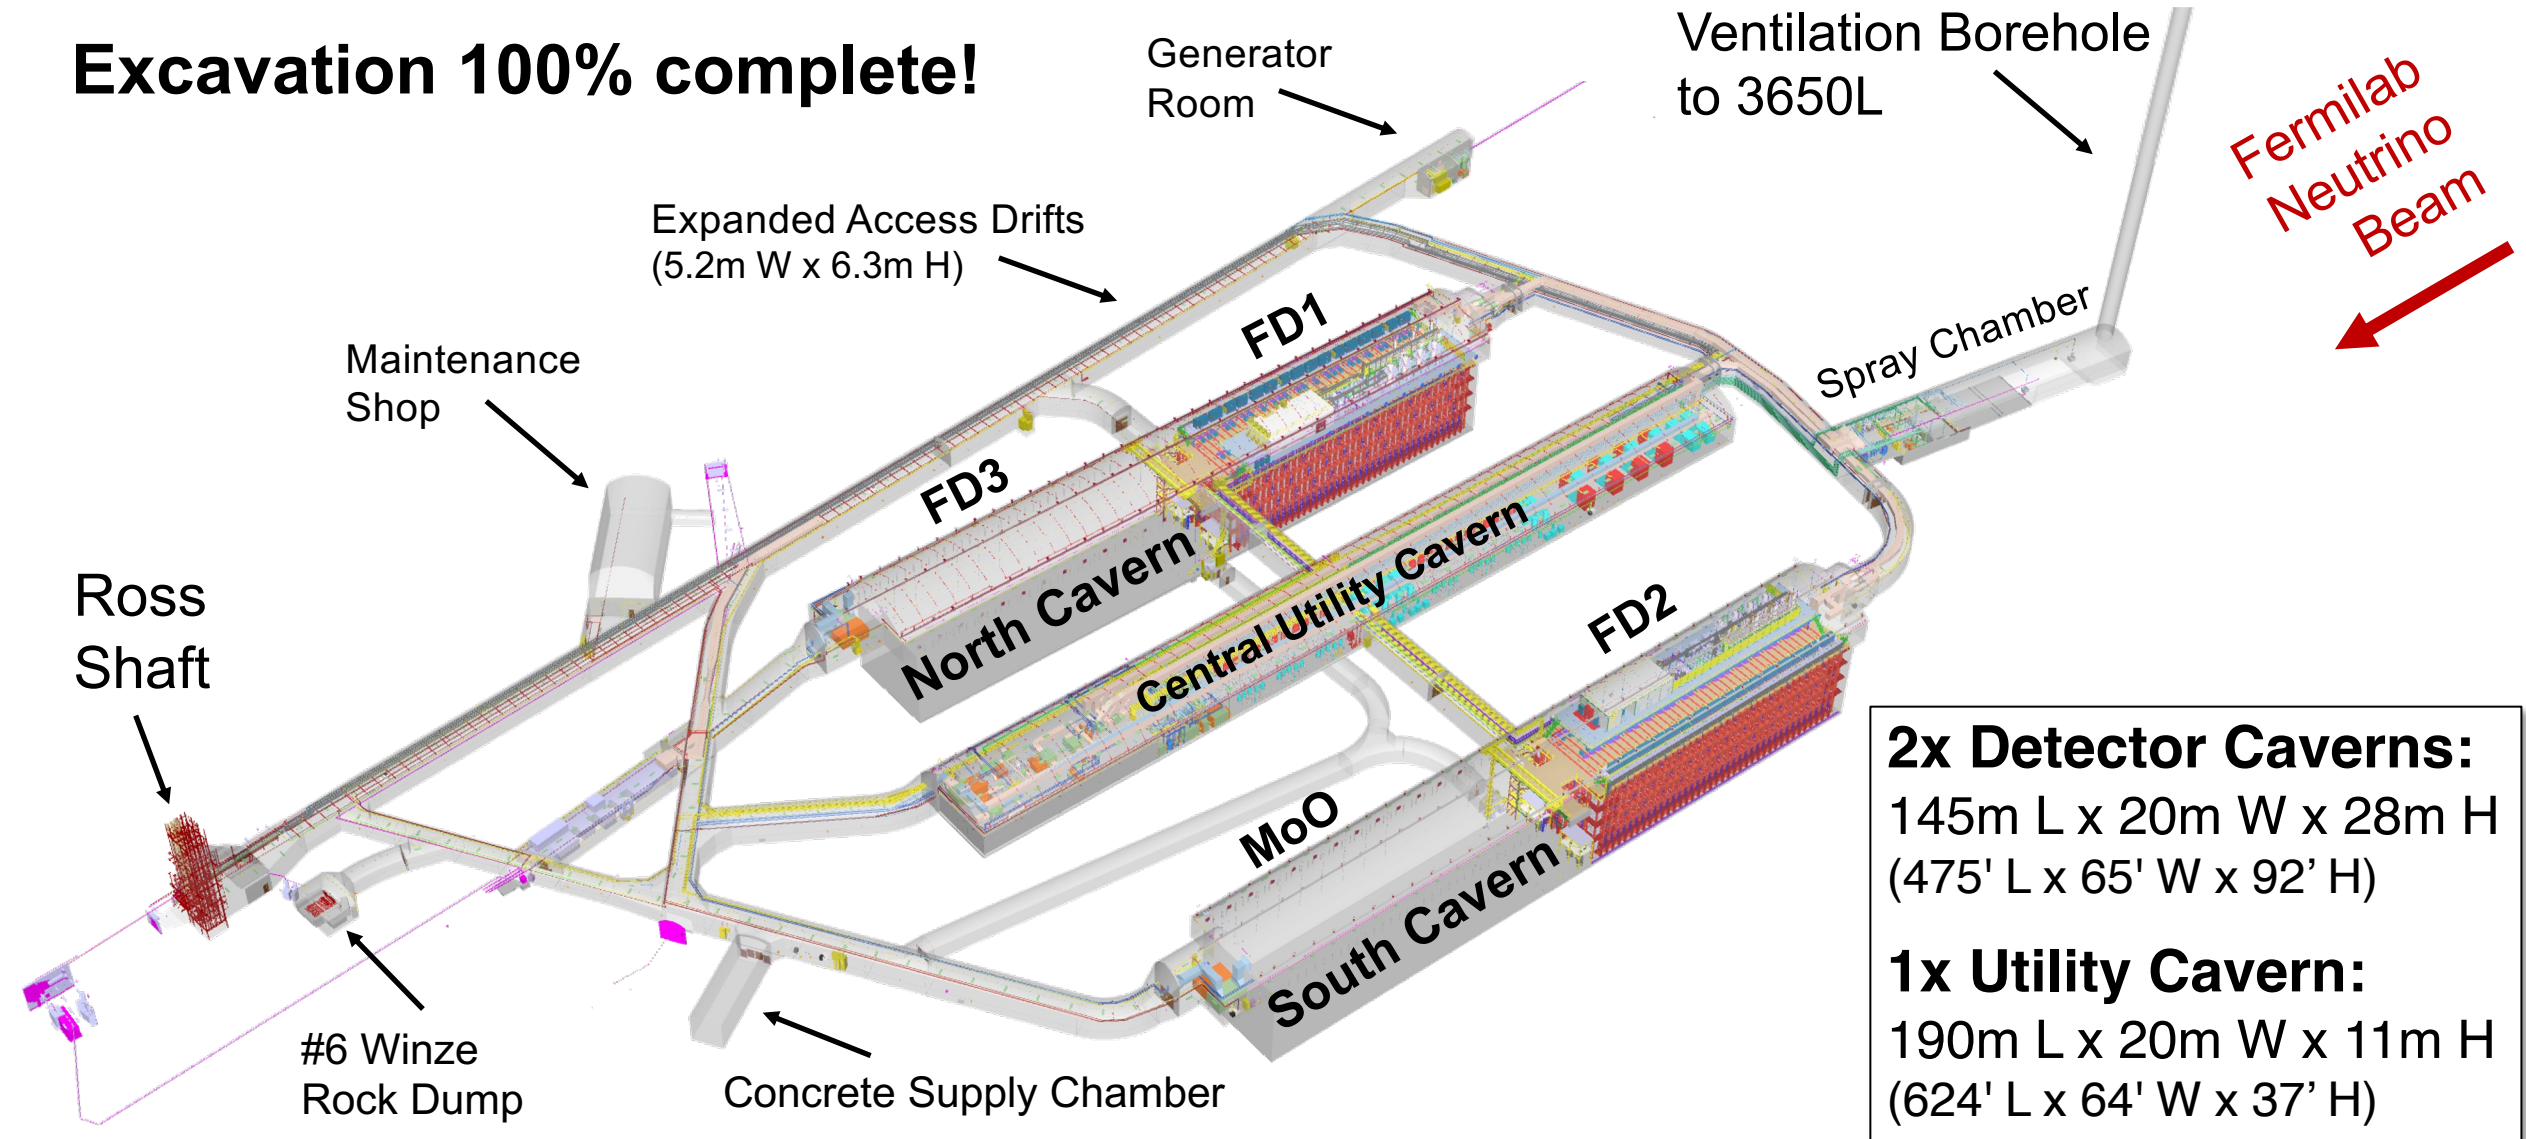 Excavation 100% complete!
Generator
Room
Ventilation Borehole
to 3650L
Fermilab
Neutrino
Beam
Expanded Access Drifts
(5.2m W x 6.3m H)
Maintenance
Shop
Spray Chamber
FD1
FD3
North Cavern
Central Utility Cavern
FD2
Ross
Shaft
MoO
South Cavern
#6 Winze
Rock Dump
Concrete Supply Chamber
2x Detector Caverns:
145m L x 20m W x 28m H
(475' L x 65' W x 92’ H)
1x Utility Cavern:
190m L x 20m W x 11m H
(624' L x 64' W x 37’ H)